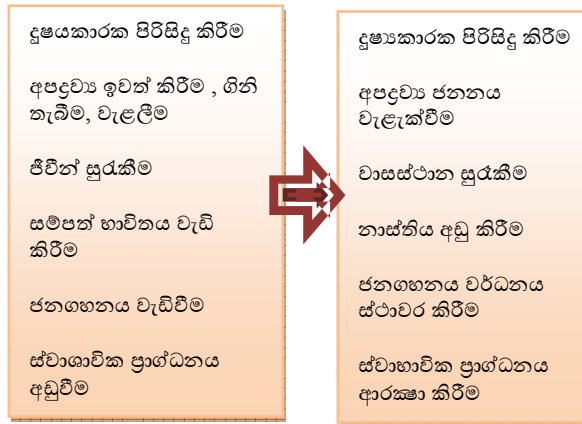 දූෂයකාරක පිරිසිදු කිරීම
අපද්‍රව්‍ය ඉවත් කිරීම , ගිනි
තැබීම, වැළලීම
ජීවීන් සුරැකීම
සම්පත් භාවිතය වැඩි
කිරීම
ජනගහනය වැඩිවීම
ස්වාශාවික ප්‍රාග්ධනය
අඩුවීම
දූෂ්‍යකාරක පිරිසිදු කිරීම
අපද්‍රව්‍ය ජනනය
වැළැක්වීම
වාසස්ථාන සුරැකීම
නාස්තිය අඩු කිරීම
ජනගහනය වර්ධනය
ස්ථාවර කිරීම
ස්වාභාවික ප්‍රාග්ධනය
ආරක්‍ෂා කිරීම